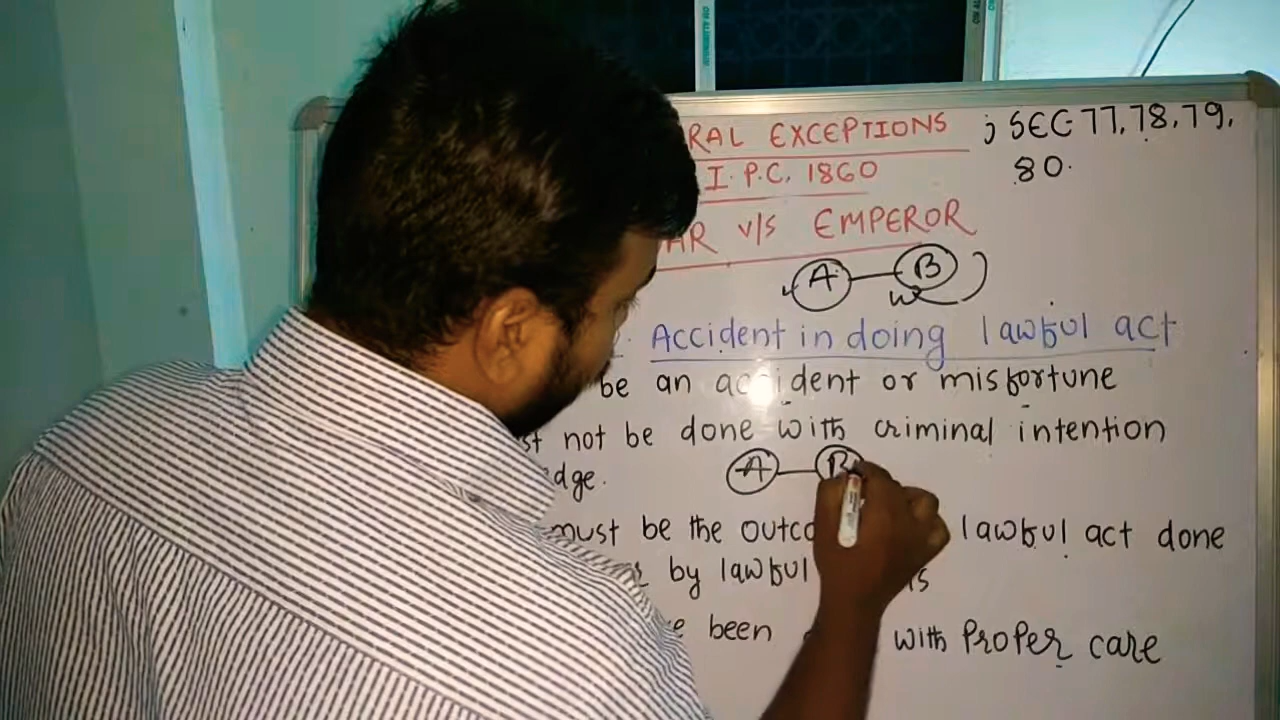 RAL EXCEPTIONS ; SEC 77, 78, 79,
80.
I. P.C. 1860
AR v/s EMPEROR
A B
Accident in doing lawful act
be an accident or misfortune
st not be done with criminal intention
dge. A B
must be the outco lawful act done
by lawful
been with Proper care